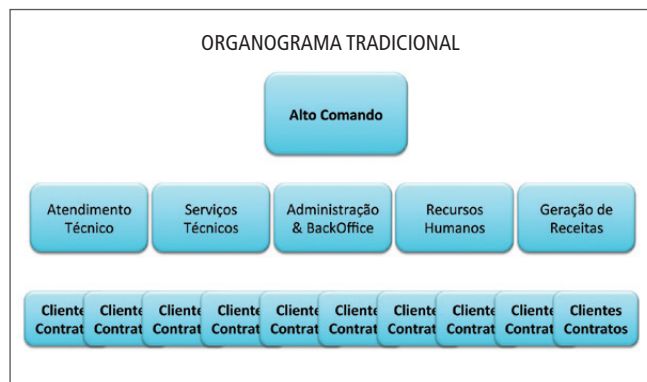 ORGANOGRAMA TRADICIONAL
Alto Comando
Atendimento Técnico
Serviços Técnicos
Administração & BackOffice
Recursos Humanos
Geração de Receitas
Cliente Cliente Cliente Cliente Cliente Cliente Cliente Cliente Cliente Clientes
Contrat Contrat Contrat Contrat Contrat Contrat Contrat Contrat Contrat Contratos